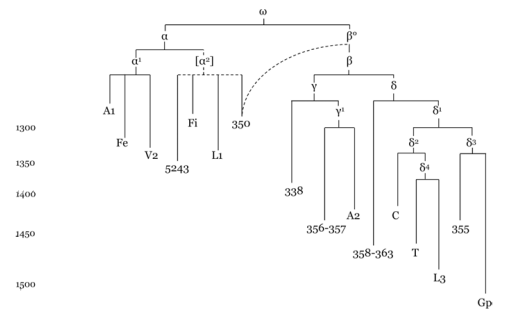 ω
α β°
α¹ [α²] β
γ δ
A1 γ¹ δ¹
Fi 350
1300
Fe δ² δ³
V2 L1
1350
5243 δ⁴
338
1400
A2 C
356-357 355
1450
358-363 T
L3
1500
Gp